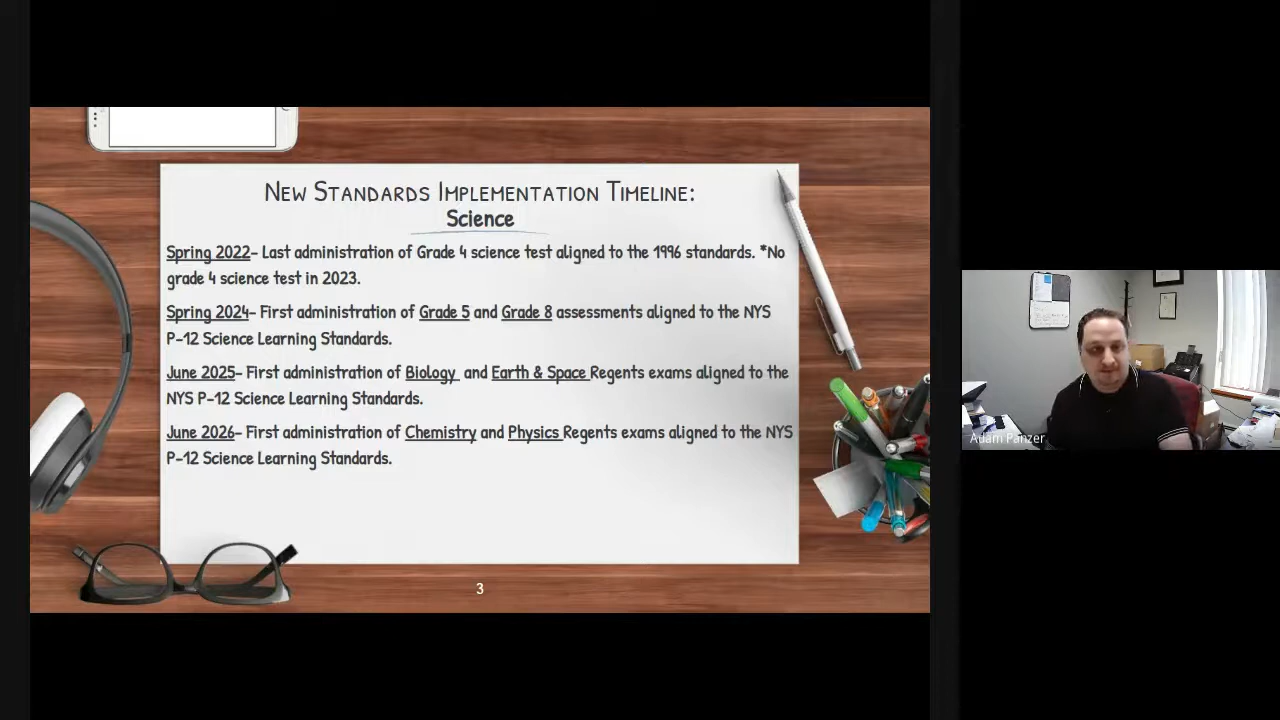 New Standards Implementation Timeline:
Science
Spring 2022- Last administration of Grade 4 science test aligned to the 1996 standards. *No
grade 4 science test in 2023.
Spring 2024- First administration of Grade 5 and Grade 8 assessments aligned to the NYS
P-12 Science Learning Standards.
June 2025- First administration of Biology and Earth & Space Regents exams aligned to the
NYS P-12 Science Learning Standards.
June 2026- First administration of Chemistry and Physics Regents exams aligned to the NYS
P-12 Science Learning Standards.
3
Adam Panzer